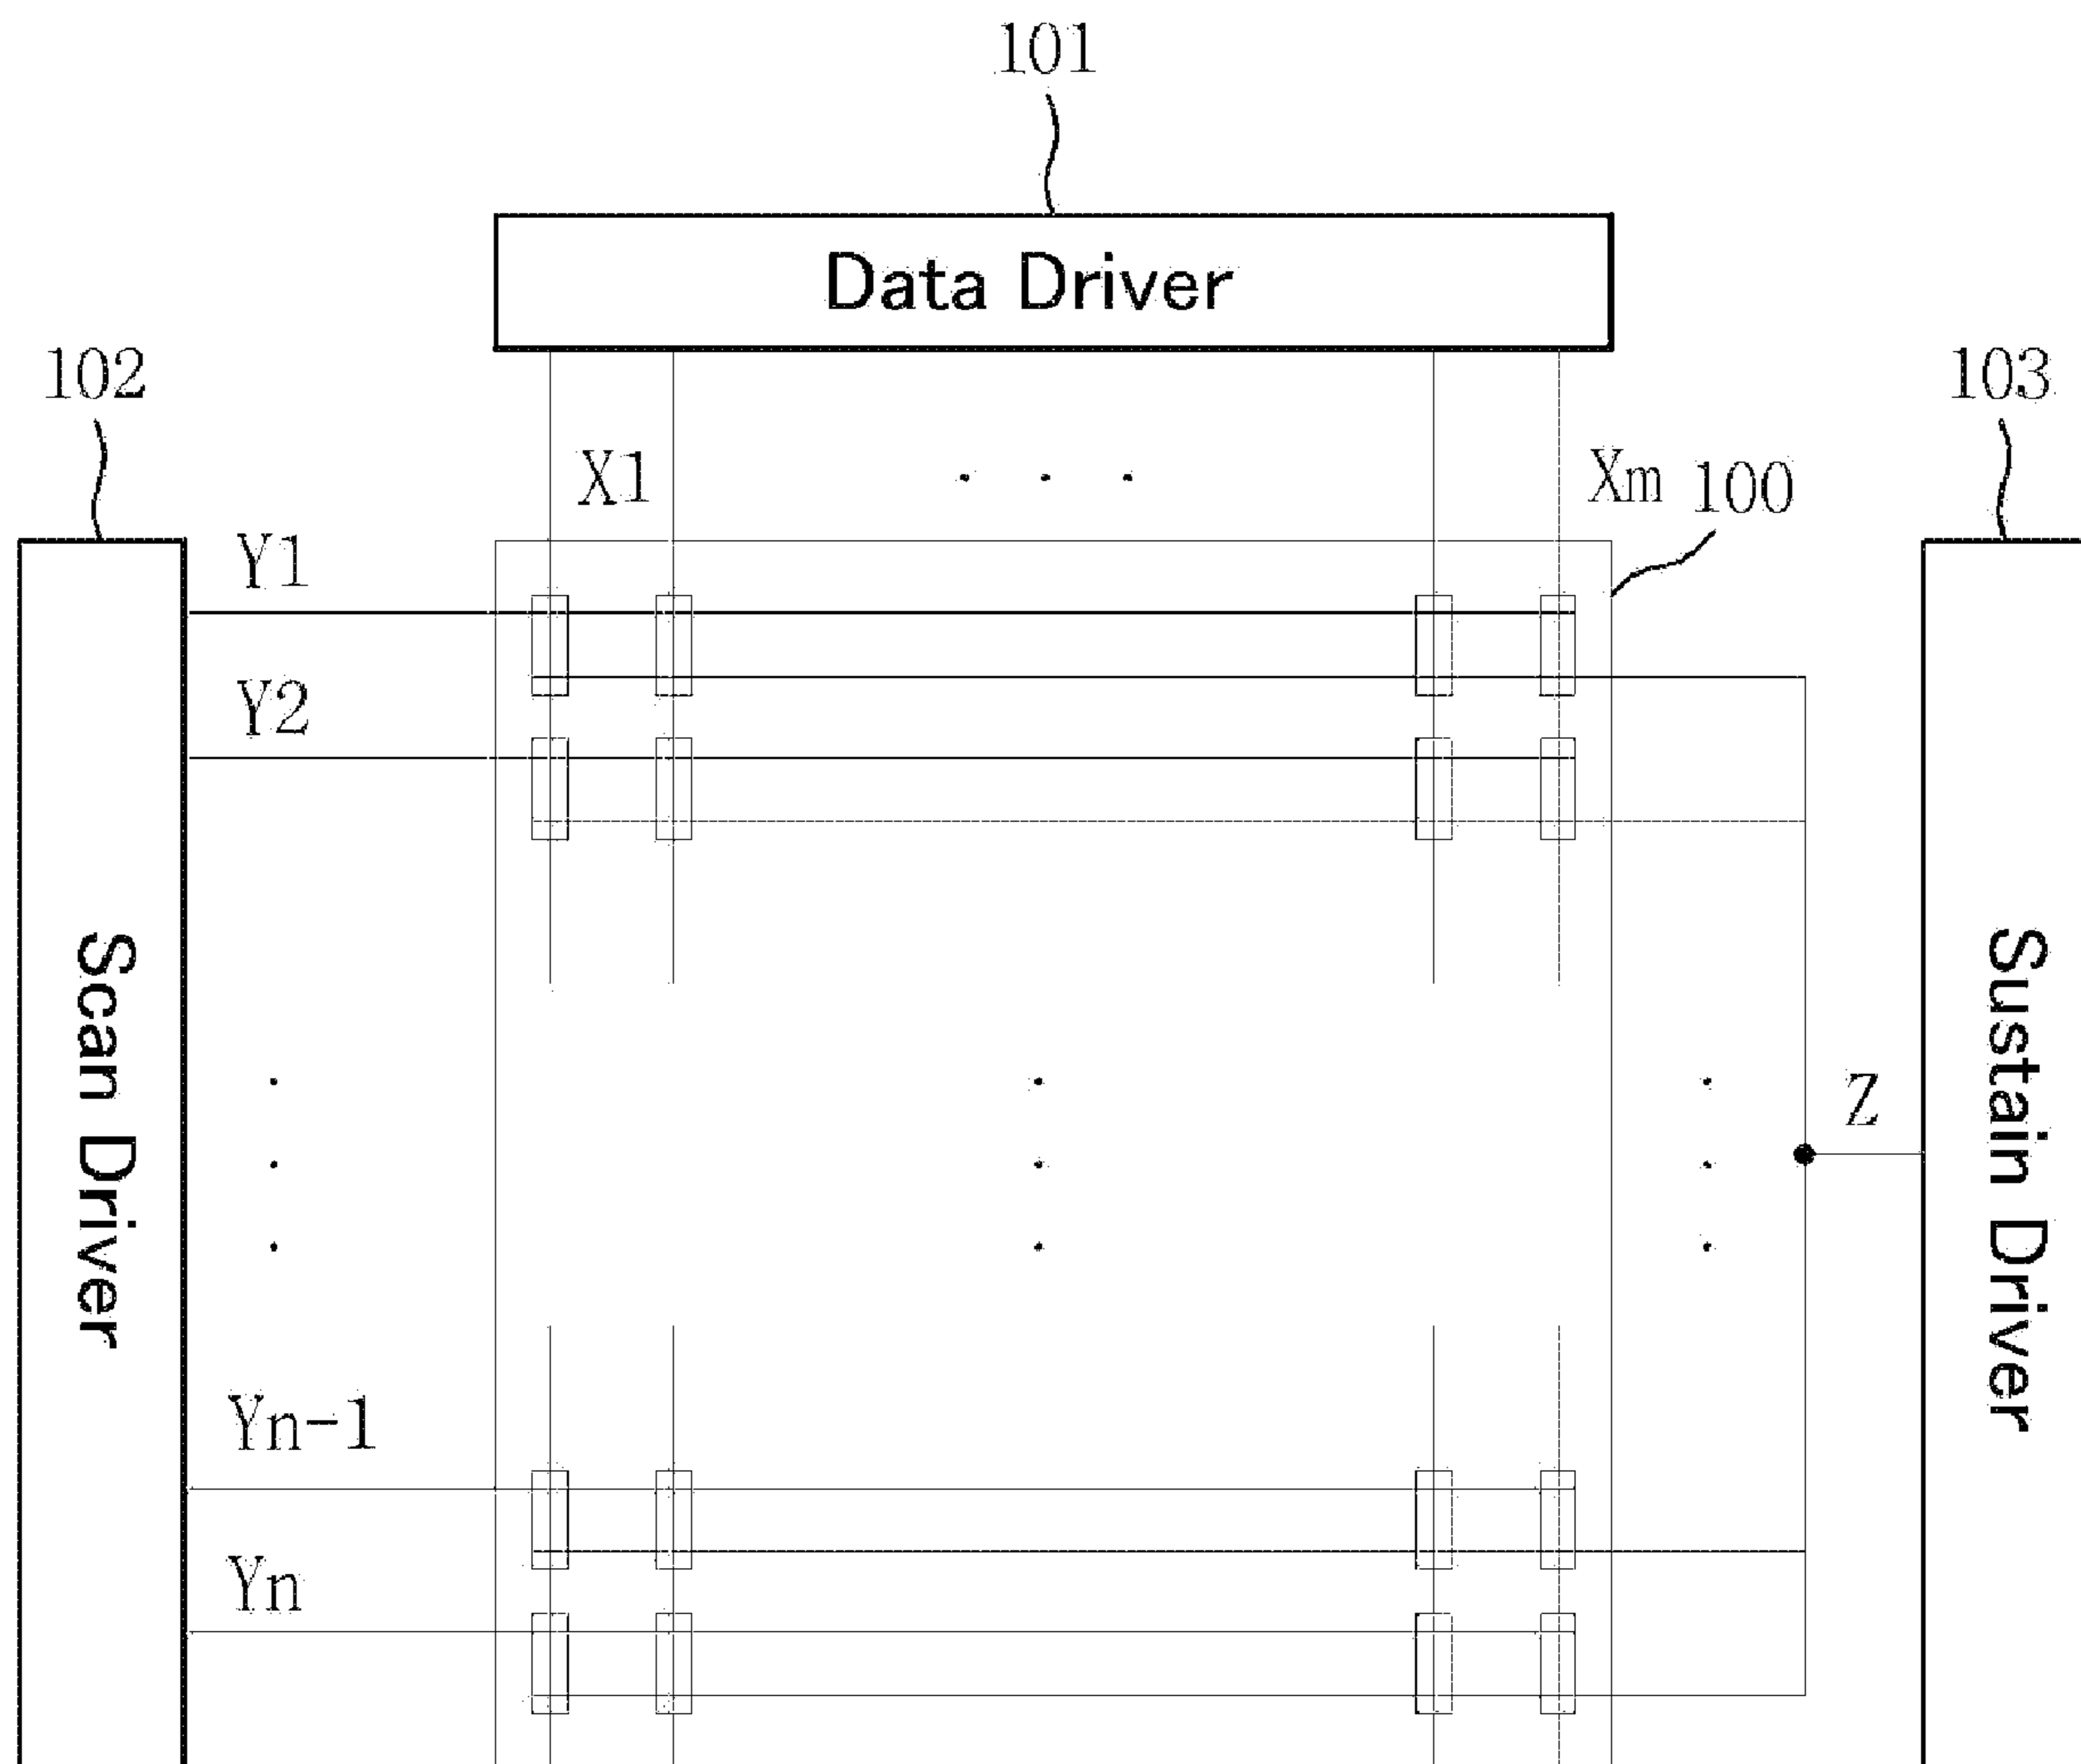 101
Data Driver
102
103
X1
Xm
100
Y1
Y2
Scan Driver
Sustain Driver
Z
Yn-1
Yn